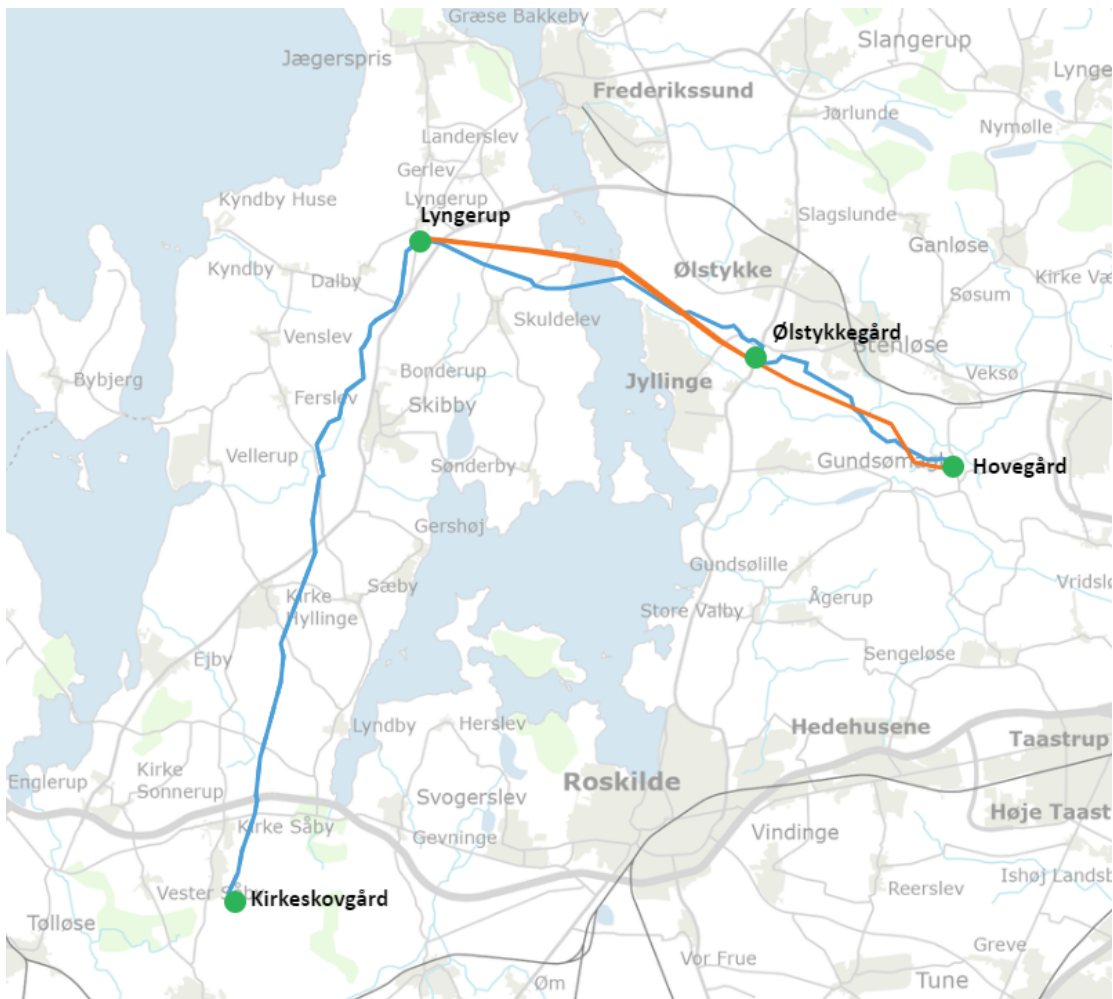 Græse Bakkeby
Slangerup
Jægerspris
Lynge
Frederikssund
Jørlunde
Nymølle
Landerslev
Gerlev
Kyndby Huse
Lyngerup
Lyngerup
Slagslunde
Ganløse
Kyndby
Dalby
Ølstykke
Kirke Væ
Søsum
Skuldelev
Venslev
Ølstykkegård
Stenløse
Bybjerg
Bonderup
Jyllinge
Veksø
Ferslev
Skibby
Vellerup
Sønderby
Gundsømagle
Hovegård
Gershøj
Gundsølille
Vridslø
Sæby
Kirke
Hyllinge
Store Valby
Ågerup
Ejby
Sengeløse
Lyndby
Herslev
Hedehusene
Taastrup
Englerup
Kirke
Sonnerup
Roskilde
Svogerslev
Høje Taast
Kirke Såby
Gevninge
Vindinge
Vester Såby
Kirkeskovgård
Reerslev
Ishøj Landsb
Tølløse
Vor Frue
Greve
Øm
Tune